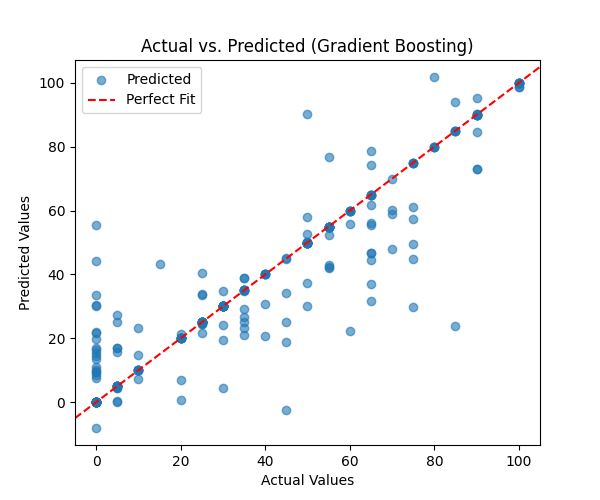 Actual vs. Predicted (Gradient Boosting)
Predicted
Perfect Fit
Predicted Values
100
80
60
40
20
0
0 20 40 60 80 100
Actual Values